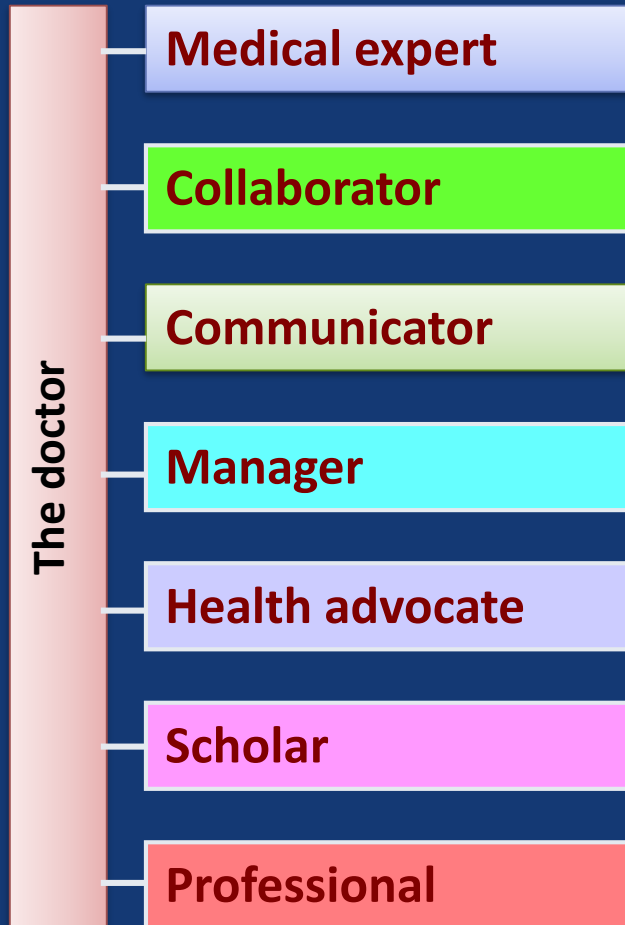 The doctor
Medical expert
Collaborator
Communicator
Manager
Health advocate
Scholar
Professional